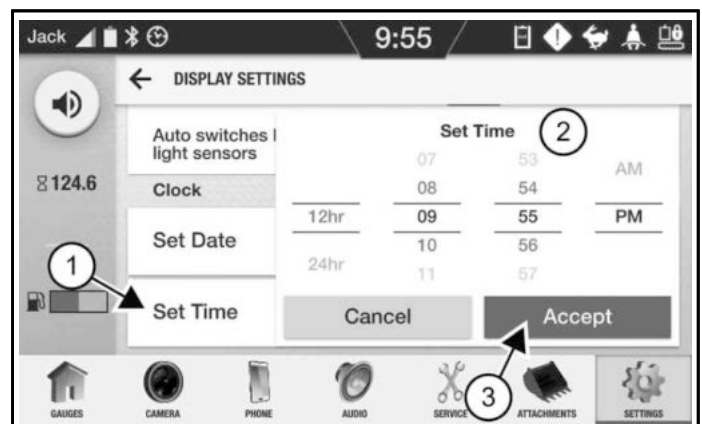 Jack 9:55
DISPLAY SETTINGS
124.6
Auto switches
light sensors
Clock
Set Date
Set Time
1
Set Time 2
07 53
AM
08 54
12hr 09 55 PM
10 56
24hr
11 57
Cancel Accept
3
GAUGES CAMERA PHONE AUDIO SERVICE ATTACHMENTS SETTINGS